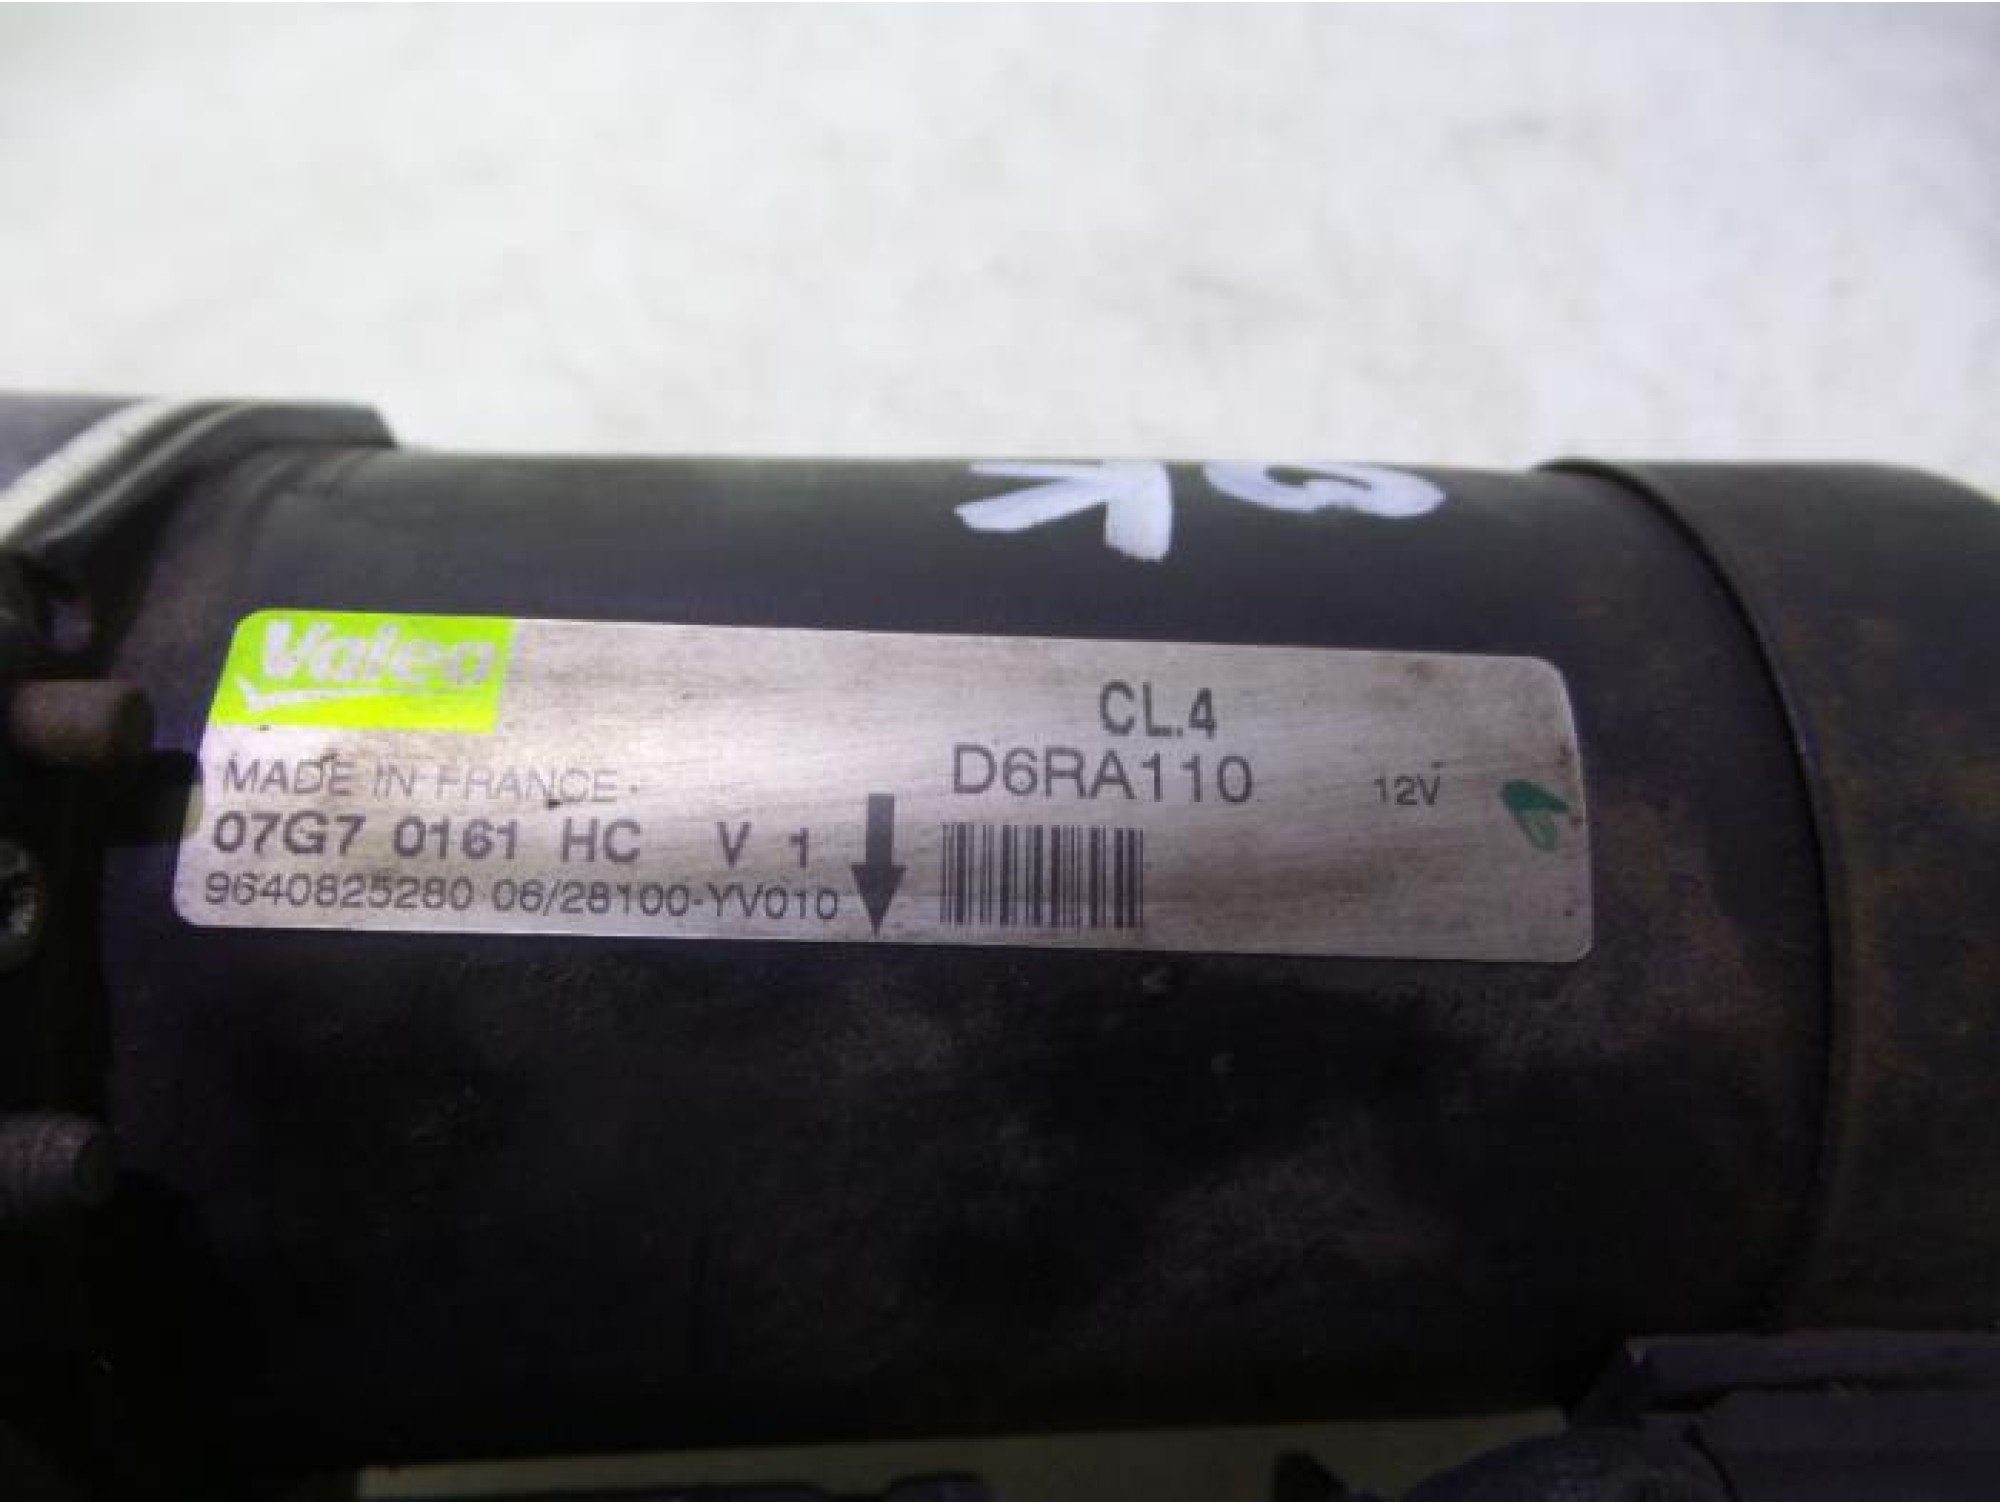 Valeo
CL.4
D6RA110
12V
MADE IN FRANCE
07G7 0161 HC V 1
9640825280 06/28100-YV010